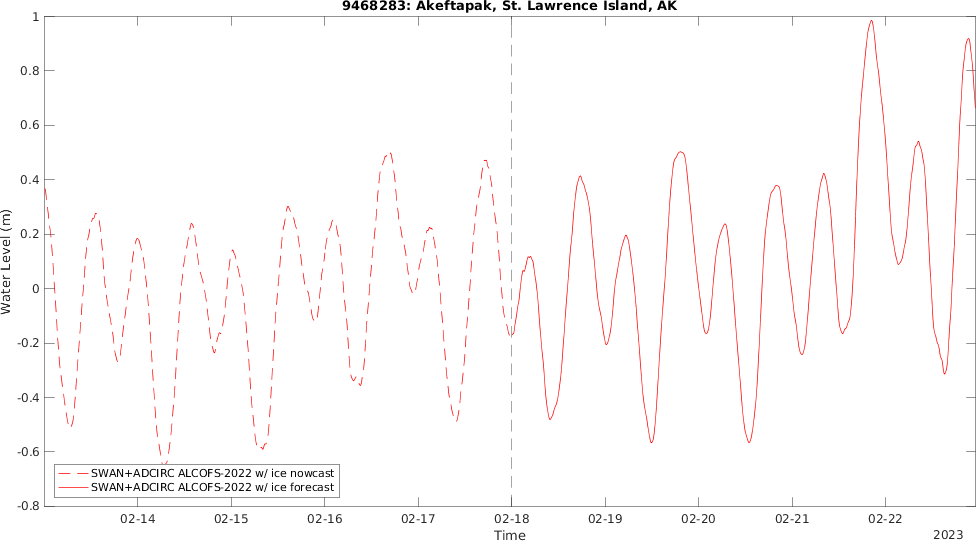 9468283: Akeftapak, St. Lawrence Island, AK
1
0.8
0.6
0.4
0.2
0
-0.2
-0.4
-0.6
-0.8
Water Level (m)
SWAN+ADCIRC ALCOFS-2022 w/ ice nowcast
SWAN+ADCIRC ALCOFS-2022 w/ ice forecast
02-14 02-15 02-16 02-17 02-18 02-19 02-20 02-21 02-22
Time
2023